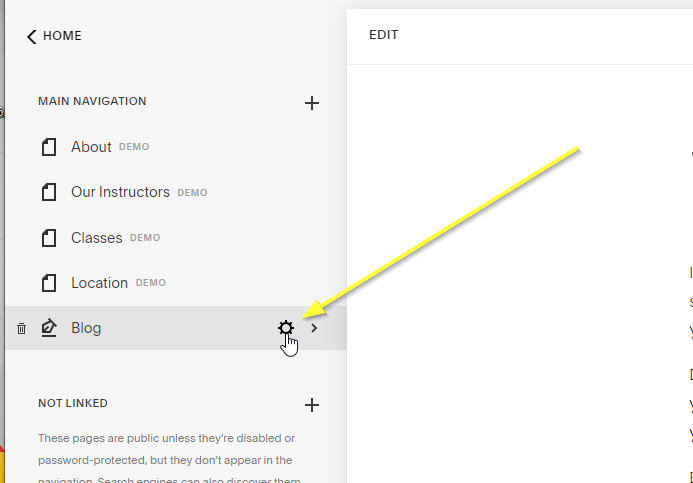 HOME
EDIT
MAIN NAVIGATION
About DEMO
Our Instructors DEMO
Classes DEMO
Location DEMO
Blog
NOT LINKED
These pages are public unless they're disabled or
password-protected, but they don't appear in the
navigation. Search engines can also discover them